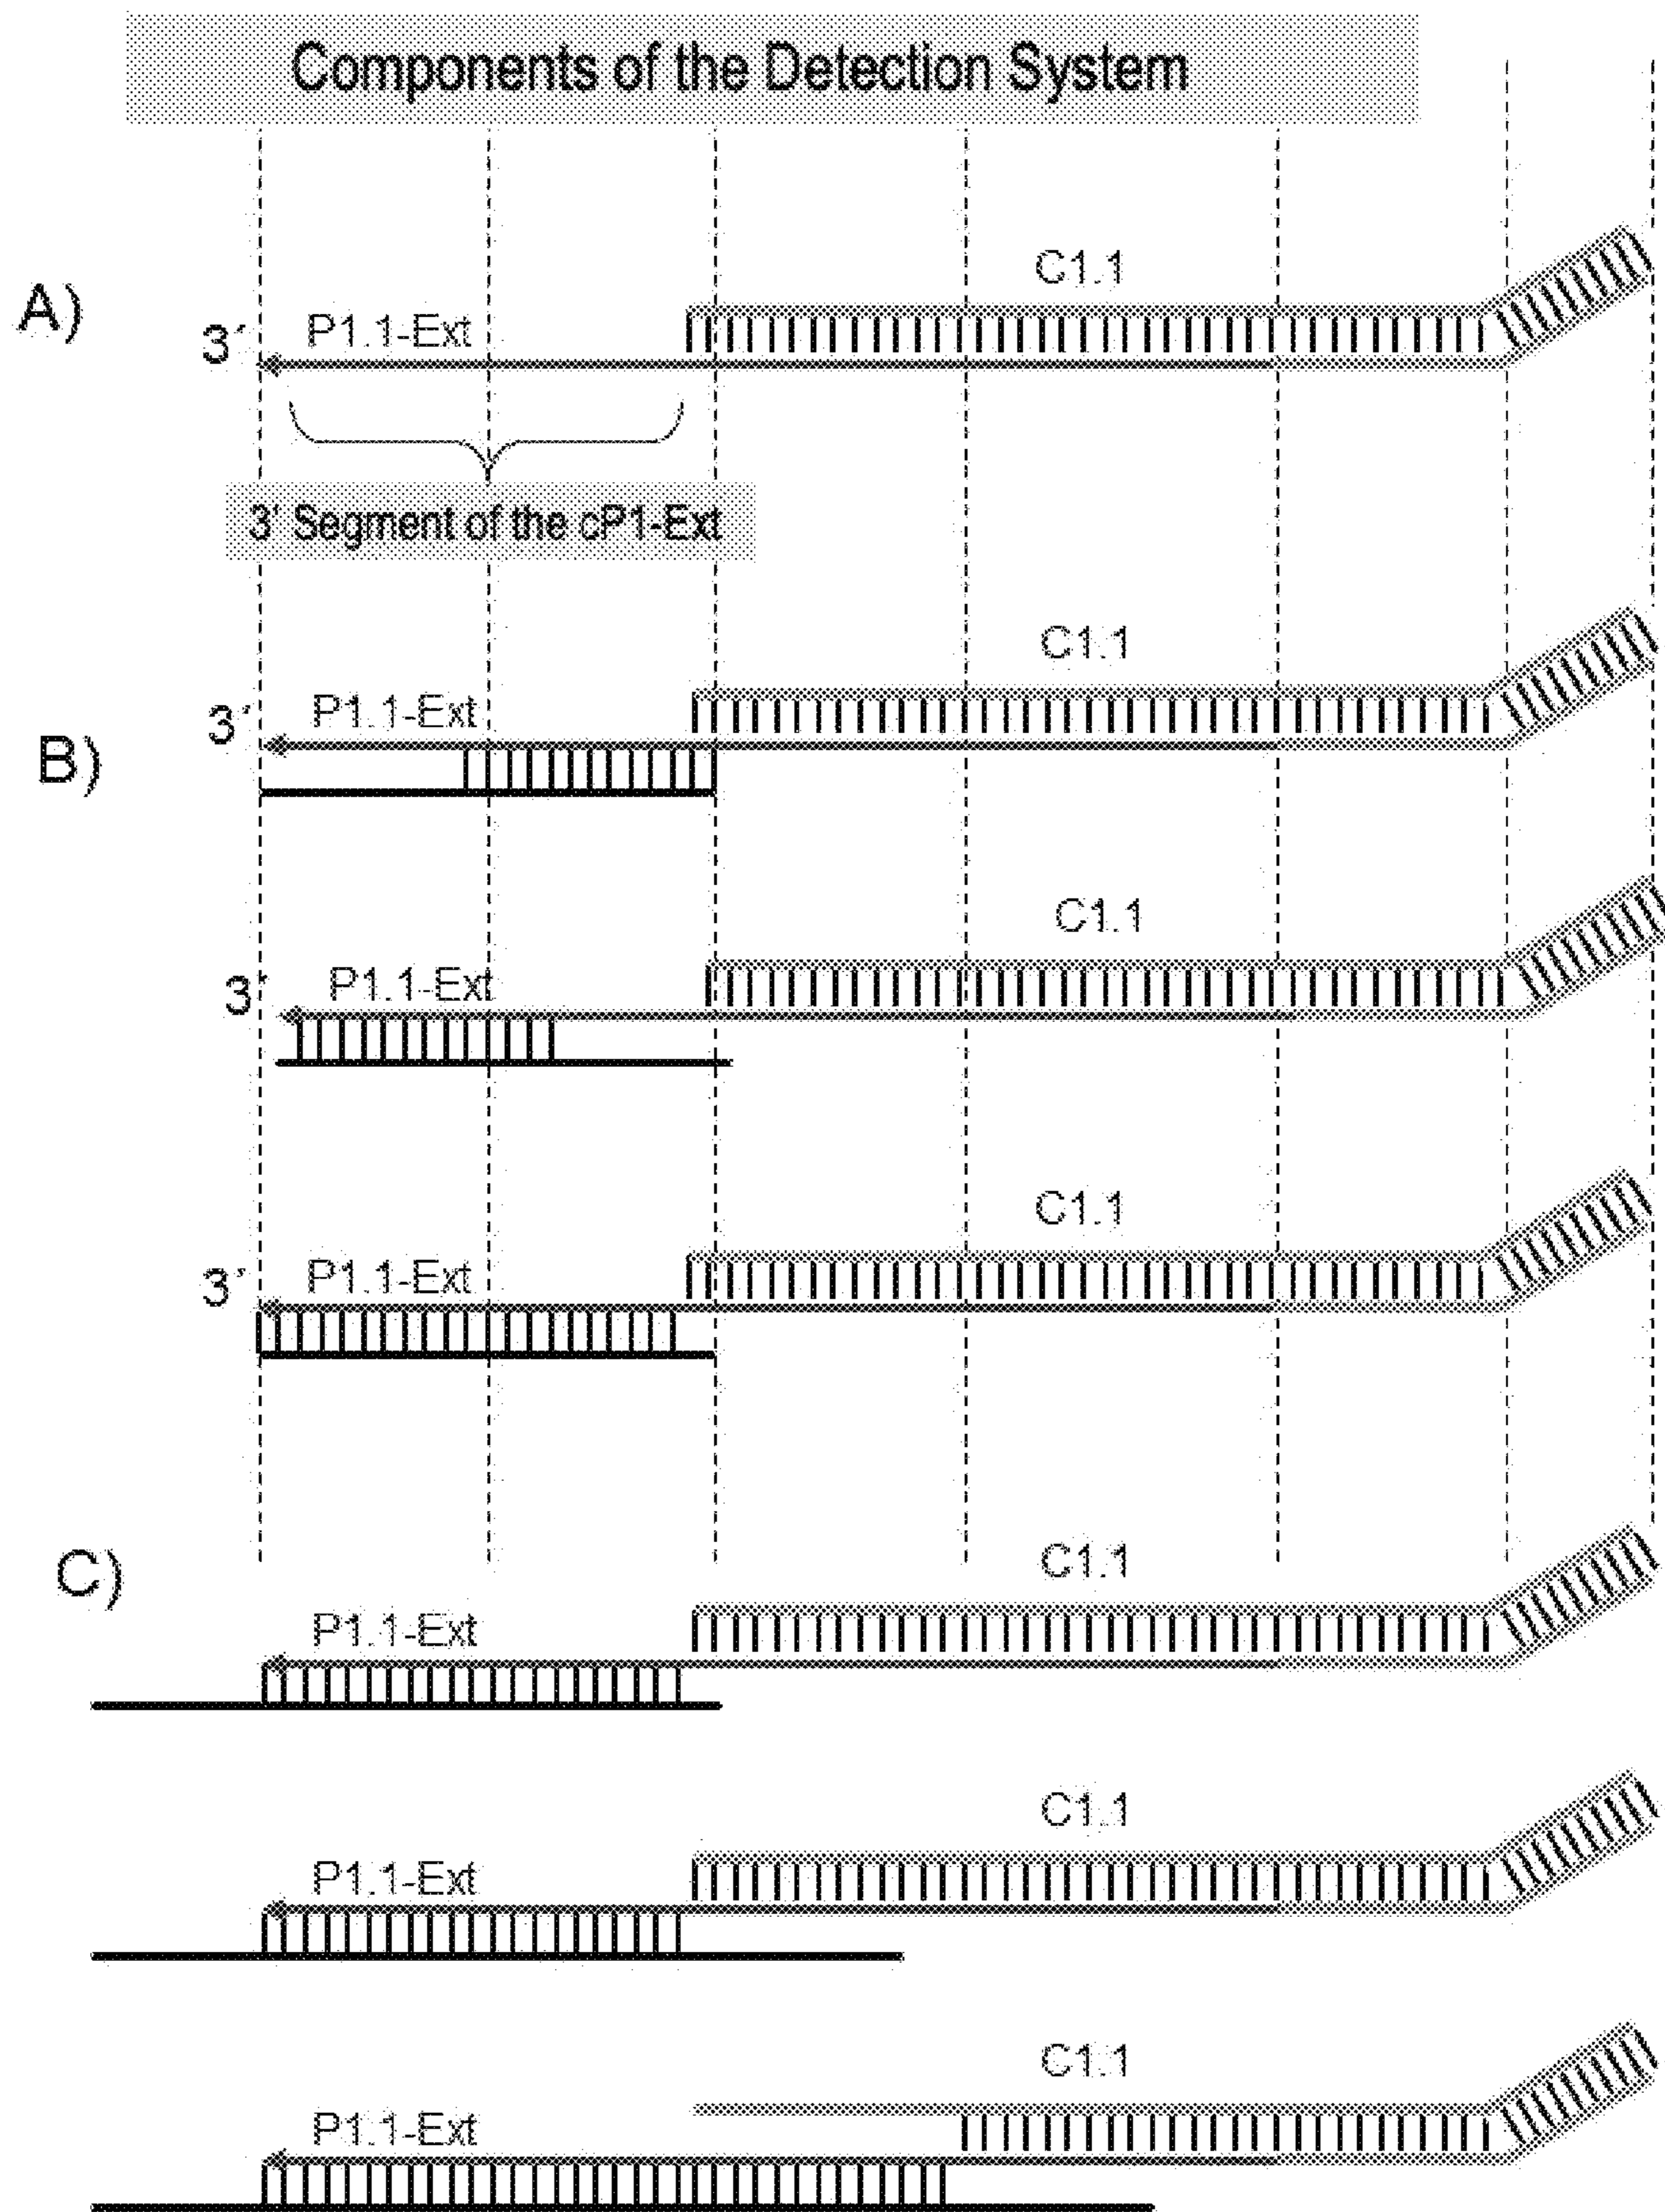 Components of the Detection System
C1.1
A)
P1.1-Ext
3´
3' Segment of the cP1-Ext
C1.1
P1.1-Ext
3´
B)
C1.1
P1.1-Ext
3´
C1.1
P1.1-Ext
3´
C1.1
C)
P1.1-Ext
C1.1
P1.1-Ext
C1.1
P1.1-Ext